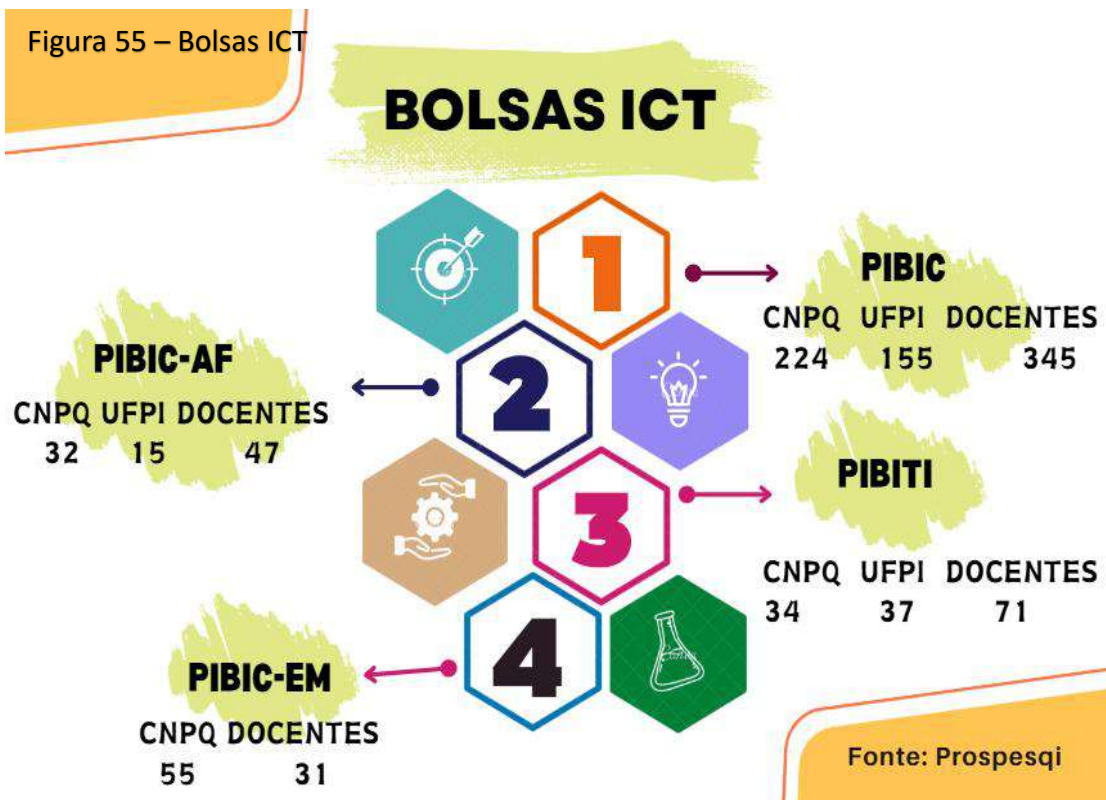 Figura 55 – Bolsas ICT
BOLSAS ICT
1
PIBIC
CNPQ UFPI DOCENTES
224 155 345
2
PIBIC-AF
CNPQ UFPI DOCENTES
32 15 47
3
PIBITI
CNPQ UFPI DOCENTES
34 37 71
4
PIBIC-EM
CNPQ DOCENTES
55 31
Fonte: Prospesqi